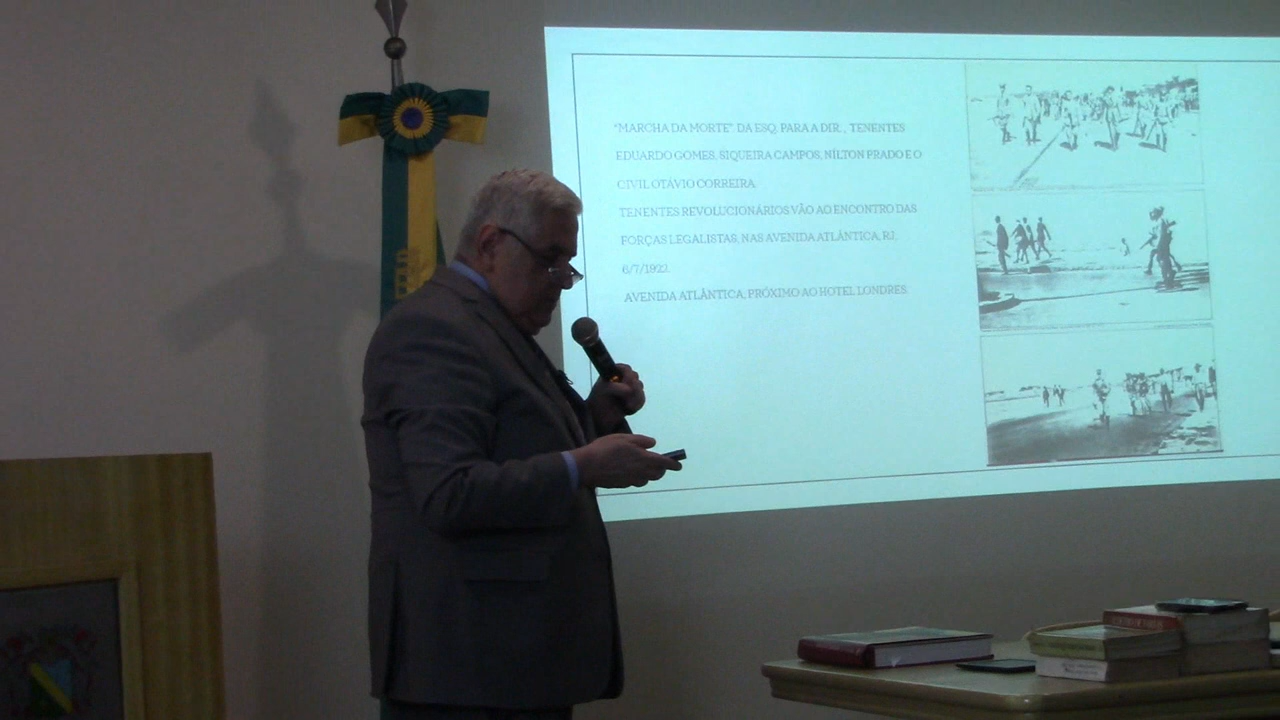 "MARCHA DA MORTE". DA ESQ. PARA A DIR., TENENTES
EDUARDO GOMES, SIQUEIRA CAMPOS, NÍLTON PRADO E O
CIVIL OTÁVIO CORREIRA.
TENENTES REVOLUCIONÁRIOS VÃO AO ENCONTRO DAS
FORÇAS LEGALISTAS, NAS AVENIDA ATLÂNTICA, RJ,
6/7/1922.
AVENIDA ATLÂNTICA, PRÓXIMO AO HOTEL LONDRES.